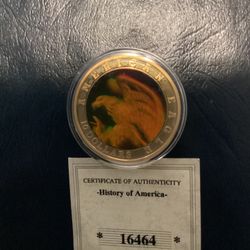 AMERICAN EAGLE
CERTIFICATE OF AUTHENTICITY
-History of America-
* 16464 *